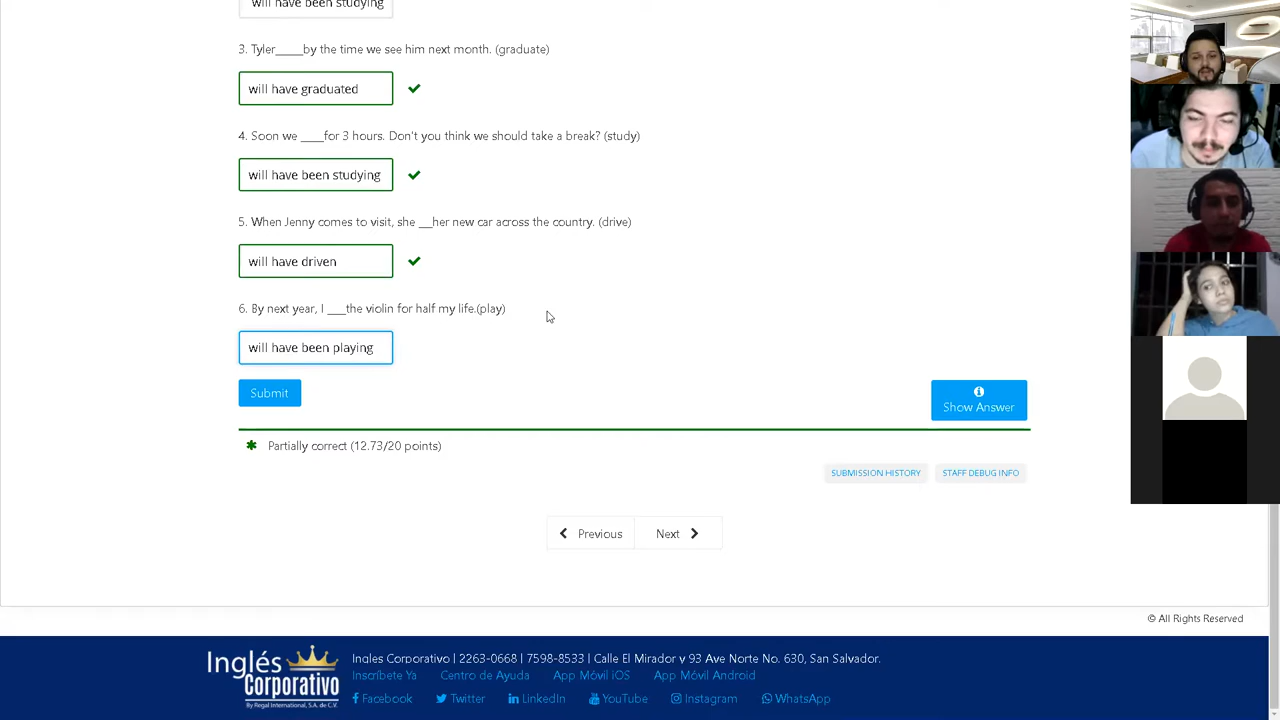 will have been studying
3. Tyler_____by the time we see him next month. (graduate)
will have graduated
4. Soon we ____for 3 hours. Don't you think we should take a break? (study)
will have been studying
5. When Jenny comes to visit, she __her new car across the country. (drive)
will have driven
6. By next year, I ___the violin for half my life.(play)
will have been playing
Submit
Show Answer
Partially correct (12.73/20 points)
SUBMISSION HISTORY
STAFF DEBUG INFO
Previous
Next
© All Rights Reserved
Inglés
Corporativo
By Regal International, S.A. de C.V.
Ingles Corporativo | 2263-0668 | 7598-8533 | Calle El Mirador y 93 Ave Norte No. 630, San Salvador.
Inscríbete Ya Centro de Ayuda App Móvil iOS App Móvil Android
Facebook Twitter LinkedIn YouTube Instagram WhatsApp